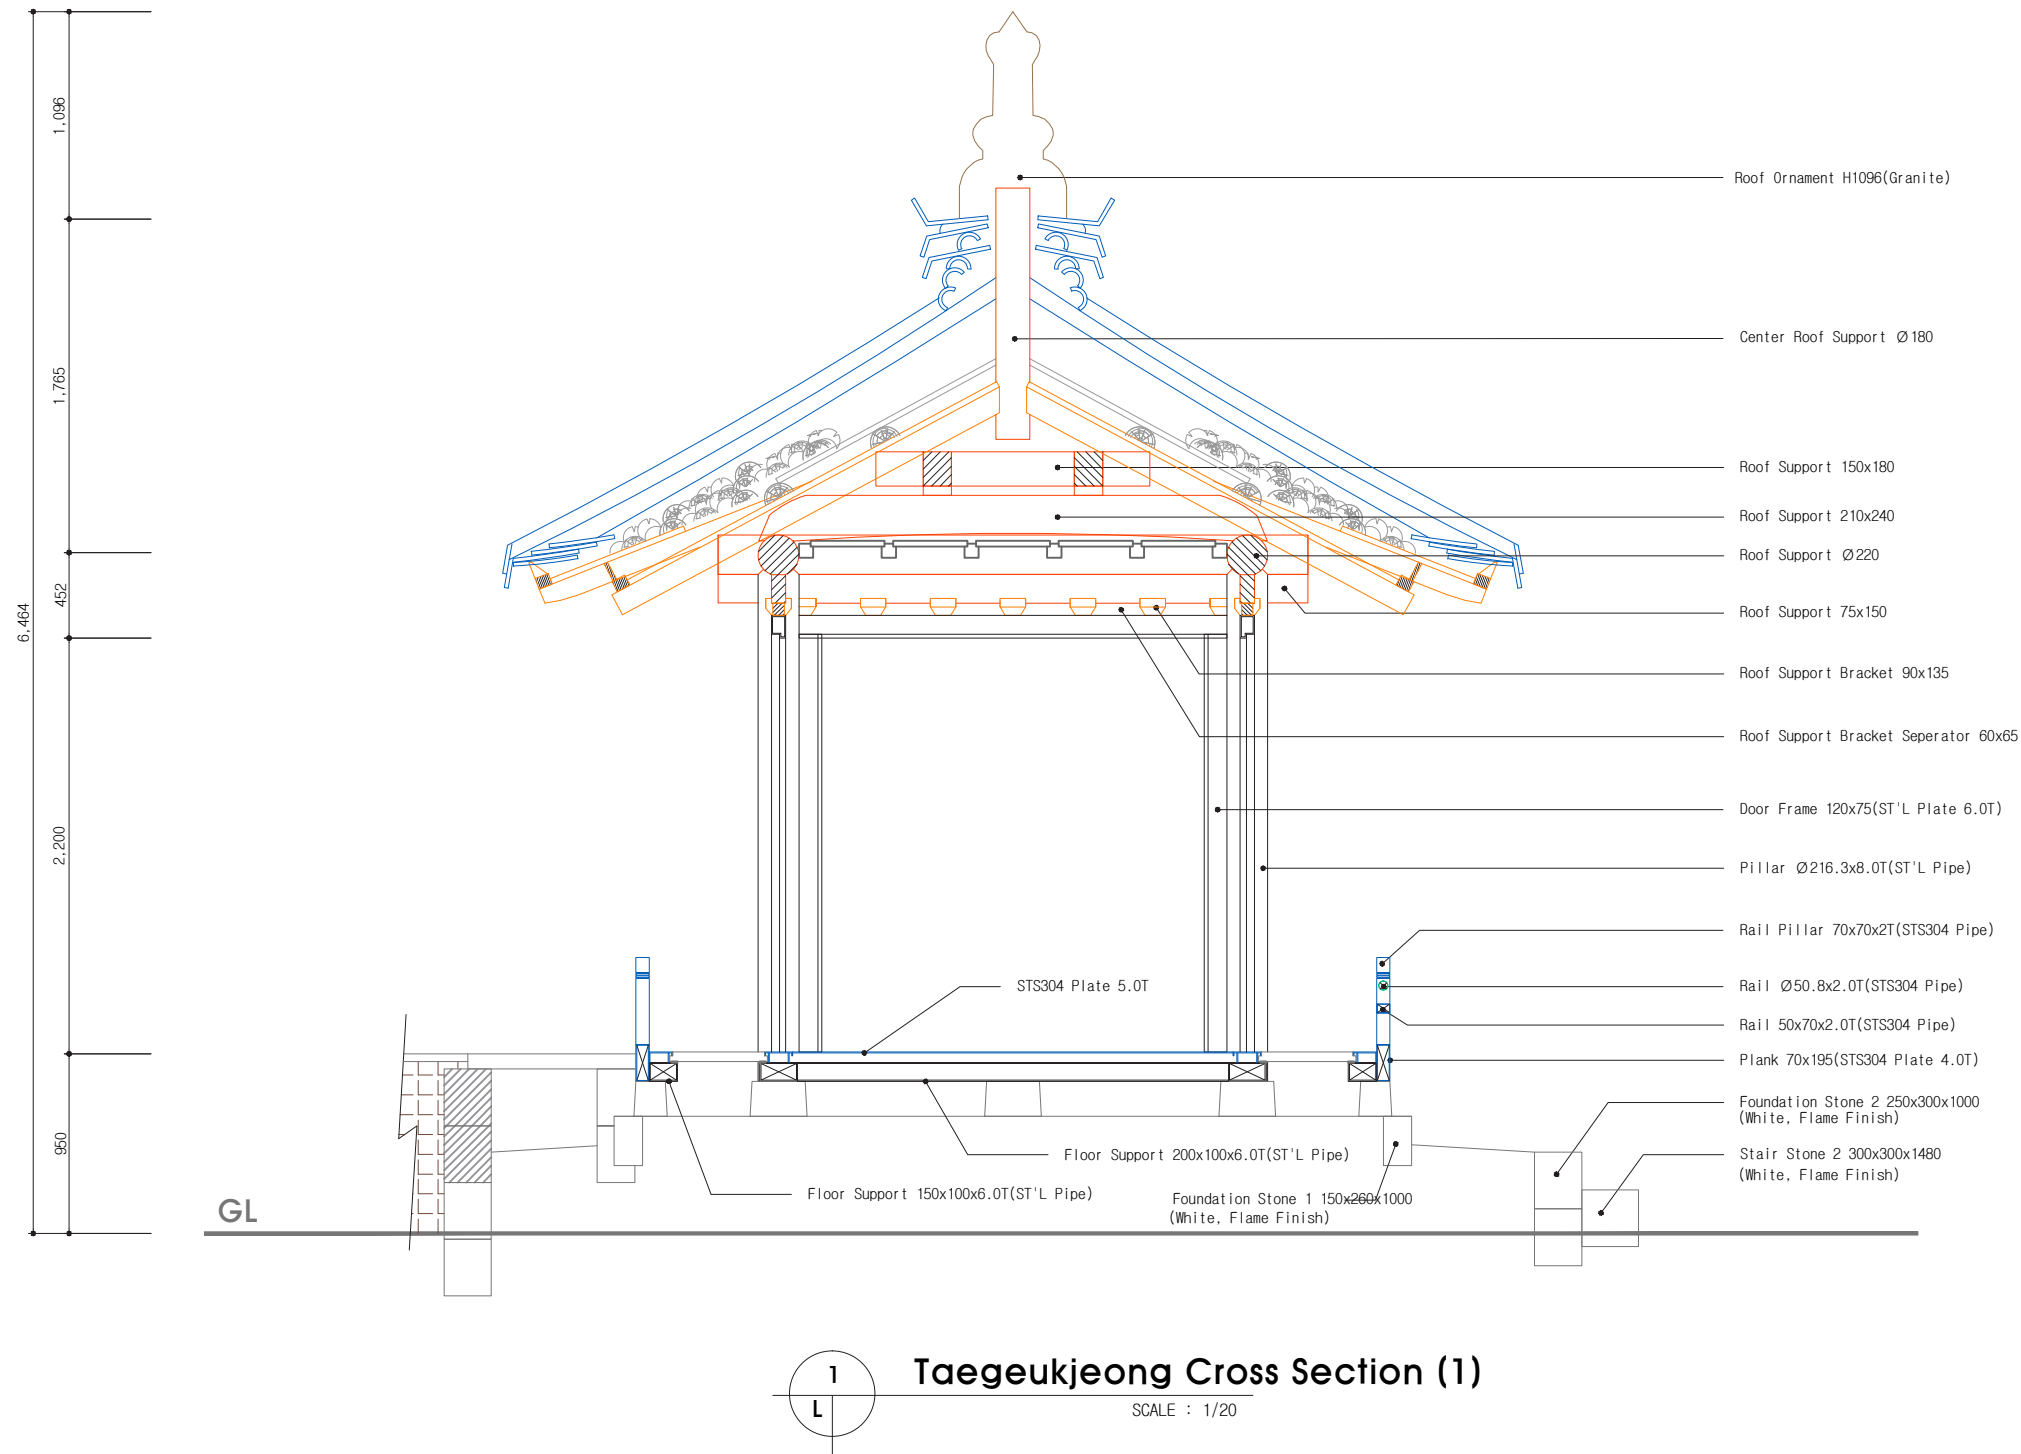 1,096
1,765
452
6,464
2,200
950
Roof Ornament H1096(Granite)
Center Roof Support Ø180
Roof Support 150x180
Roof Support 210x240
Roof Support Ø220
Roof Support 75x150
Roof Support Bracket 90x135
Roof Support Bracket Seperator 60x65
Door Frame 120x75(ST'L Plate 6.0T)
Pillar Ø216.3x8.0T(ST'L Pipe)
Rail Pillar 70x70x2T(STS304 Pipe)
STS304 Plate 5.0T
Rail Ø50.8x2.0T(STS304 Pipe)
Rail 50x70x2.0T(STS304 Pipe)
Plank 70x195(STS304 Plate 4.0T)
Foundation Stone 2 250x300x1000
(White, Flame Finish)
Stair Stone 2 300x300x1480
(White, Flame Finish)
Floor Support 200x100x6.0T(ST'L Pipe)
Floor Support 150x100x6.0T(ST'L Pipe)
Foundation Stone 1 150x260x1000
(White, Flame Finish)
GL
1
L
Taegeukjeong Cross Section (1)
SCALE : 1/20